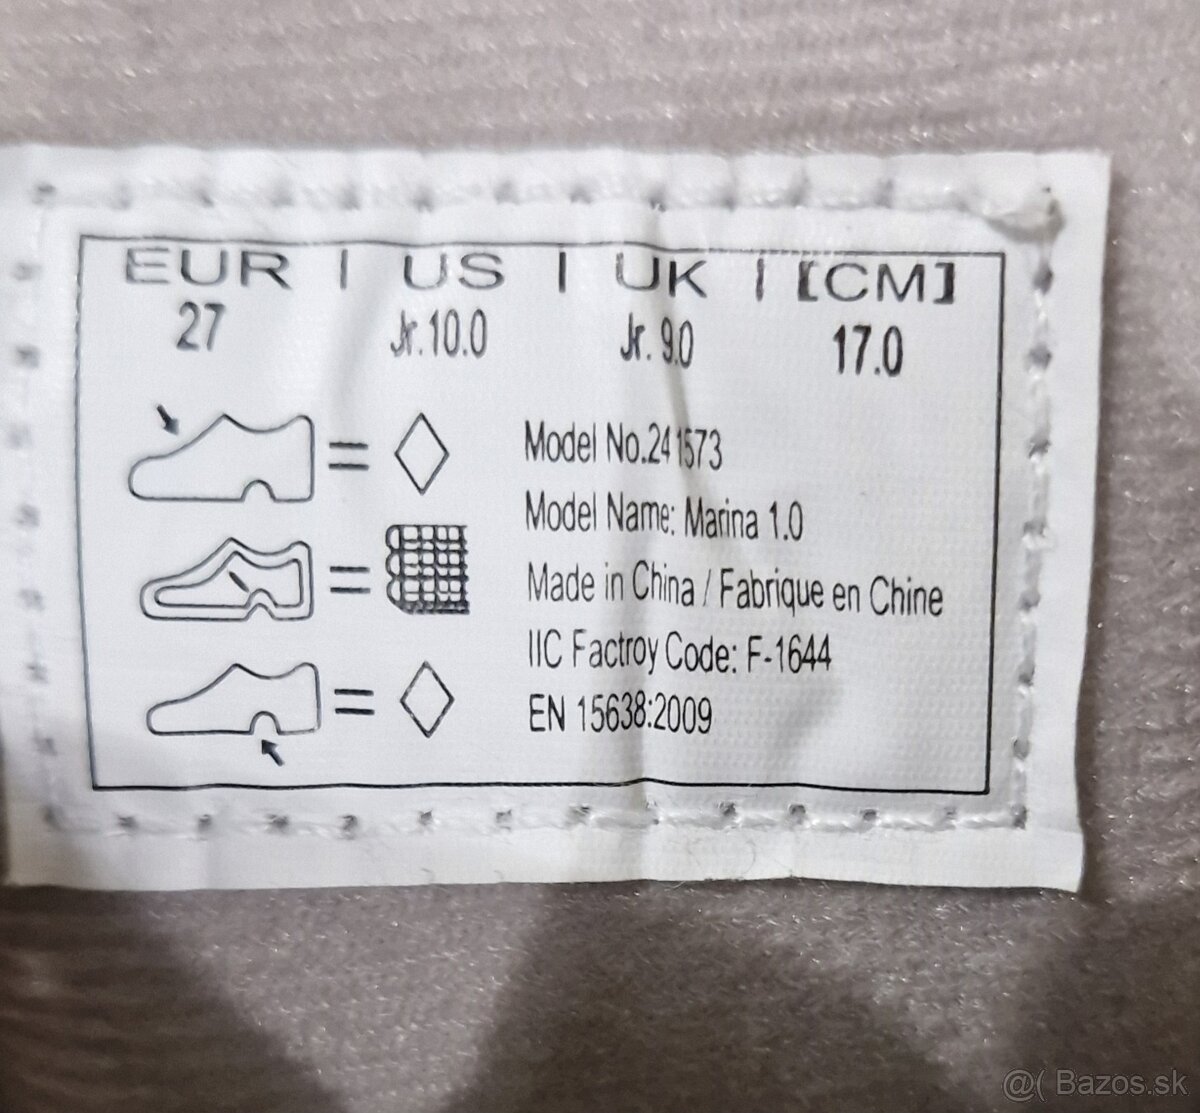 EUR | US | UK | [CM]
27 Jr.10.0 Jr. 9.0 17.0
Model No.241573
Model Name: Marina 1.0
Made in China / Fabrique en Chine
IIC Factroy Code: F-1644
EN 15638:2009
@( Bazos.sk